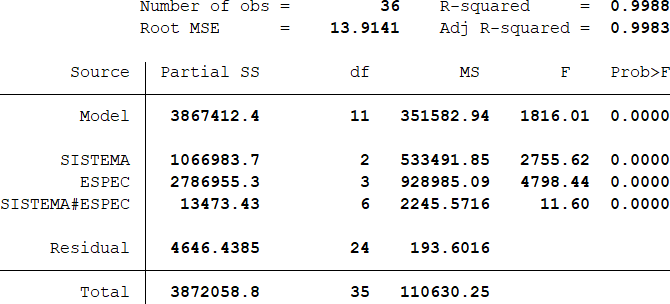 Number of obs = 36 R-squared = 0.9988
Root MSE = 13.9141 Adj R-squared = 0.9983
Source Partial SS df MS F Prob>F
Model 3867412.4 11 351582.94 1816.01 0.0000
SISTEMA 1066983.7 2 533491.85 2755.62 0.0000
ESPEC 2786955.3 3 928985.09 4798.44 0.0000
SISTEMA#ESPEC 13473.43 6 2245.5716 11.60 0.0000
Residual 4646.4385 24 193.6016
Total 3872058.8 35 110630.25